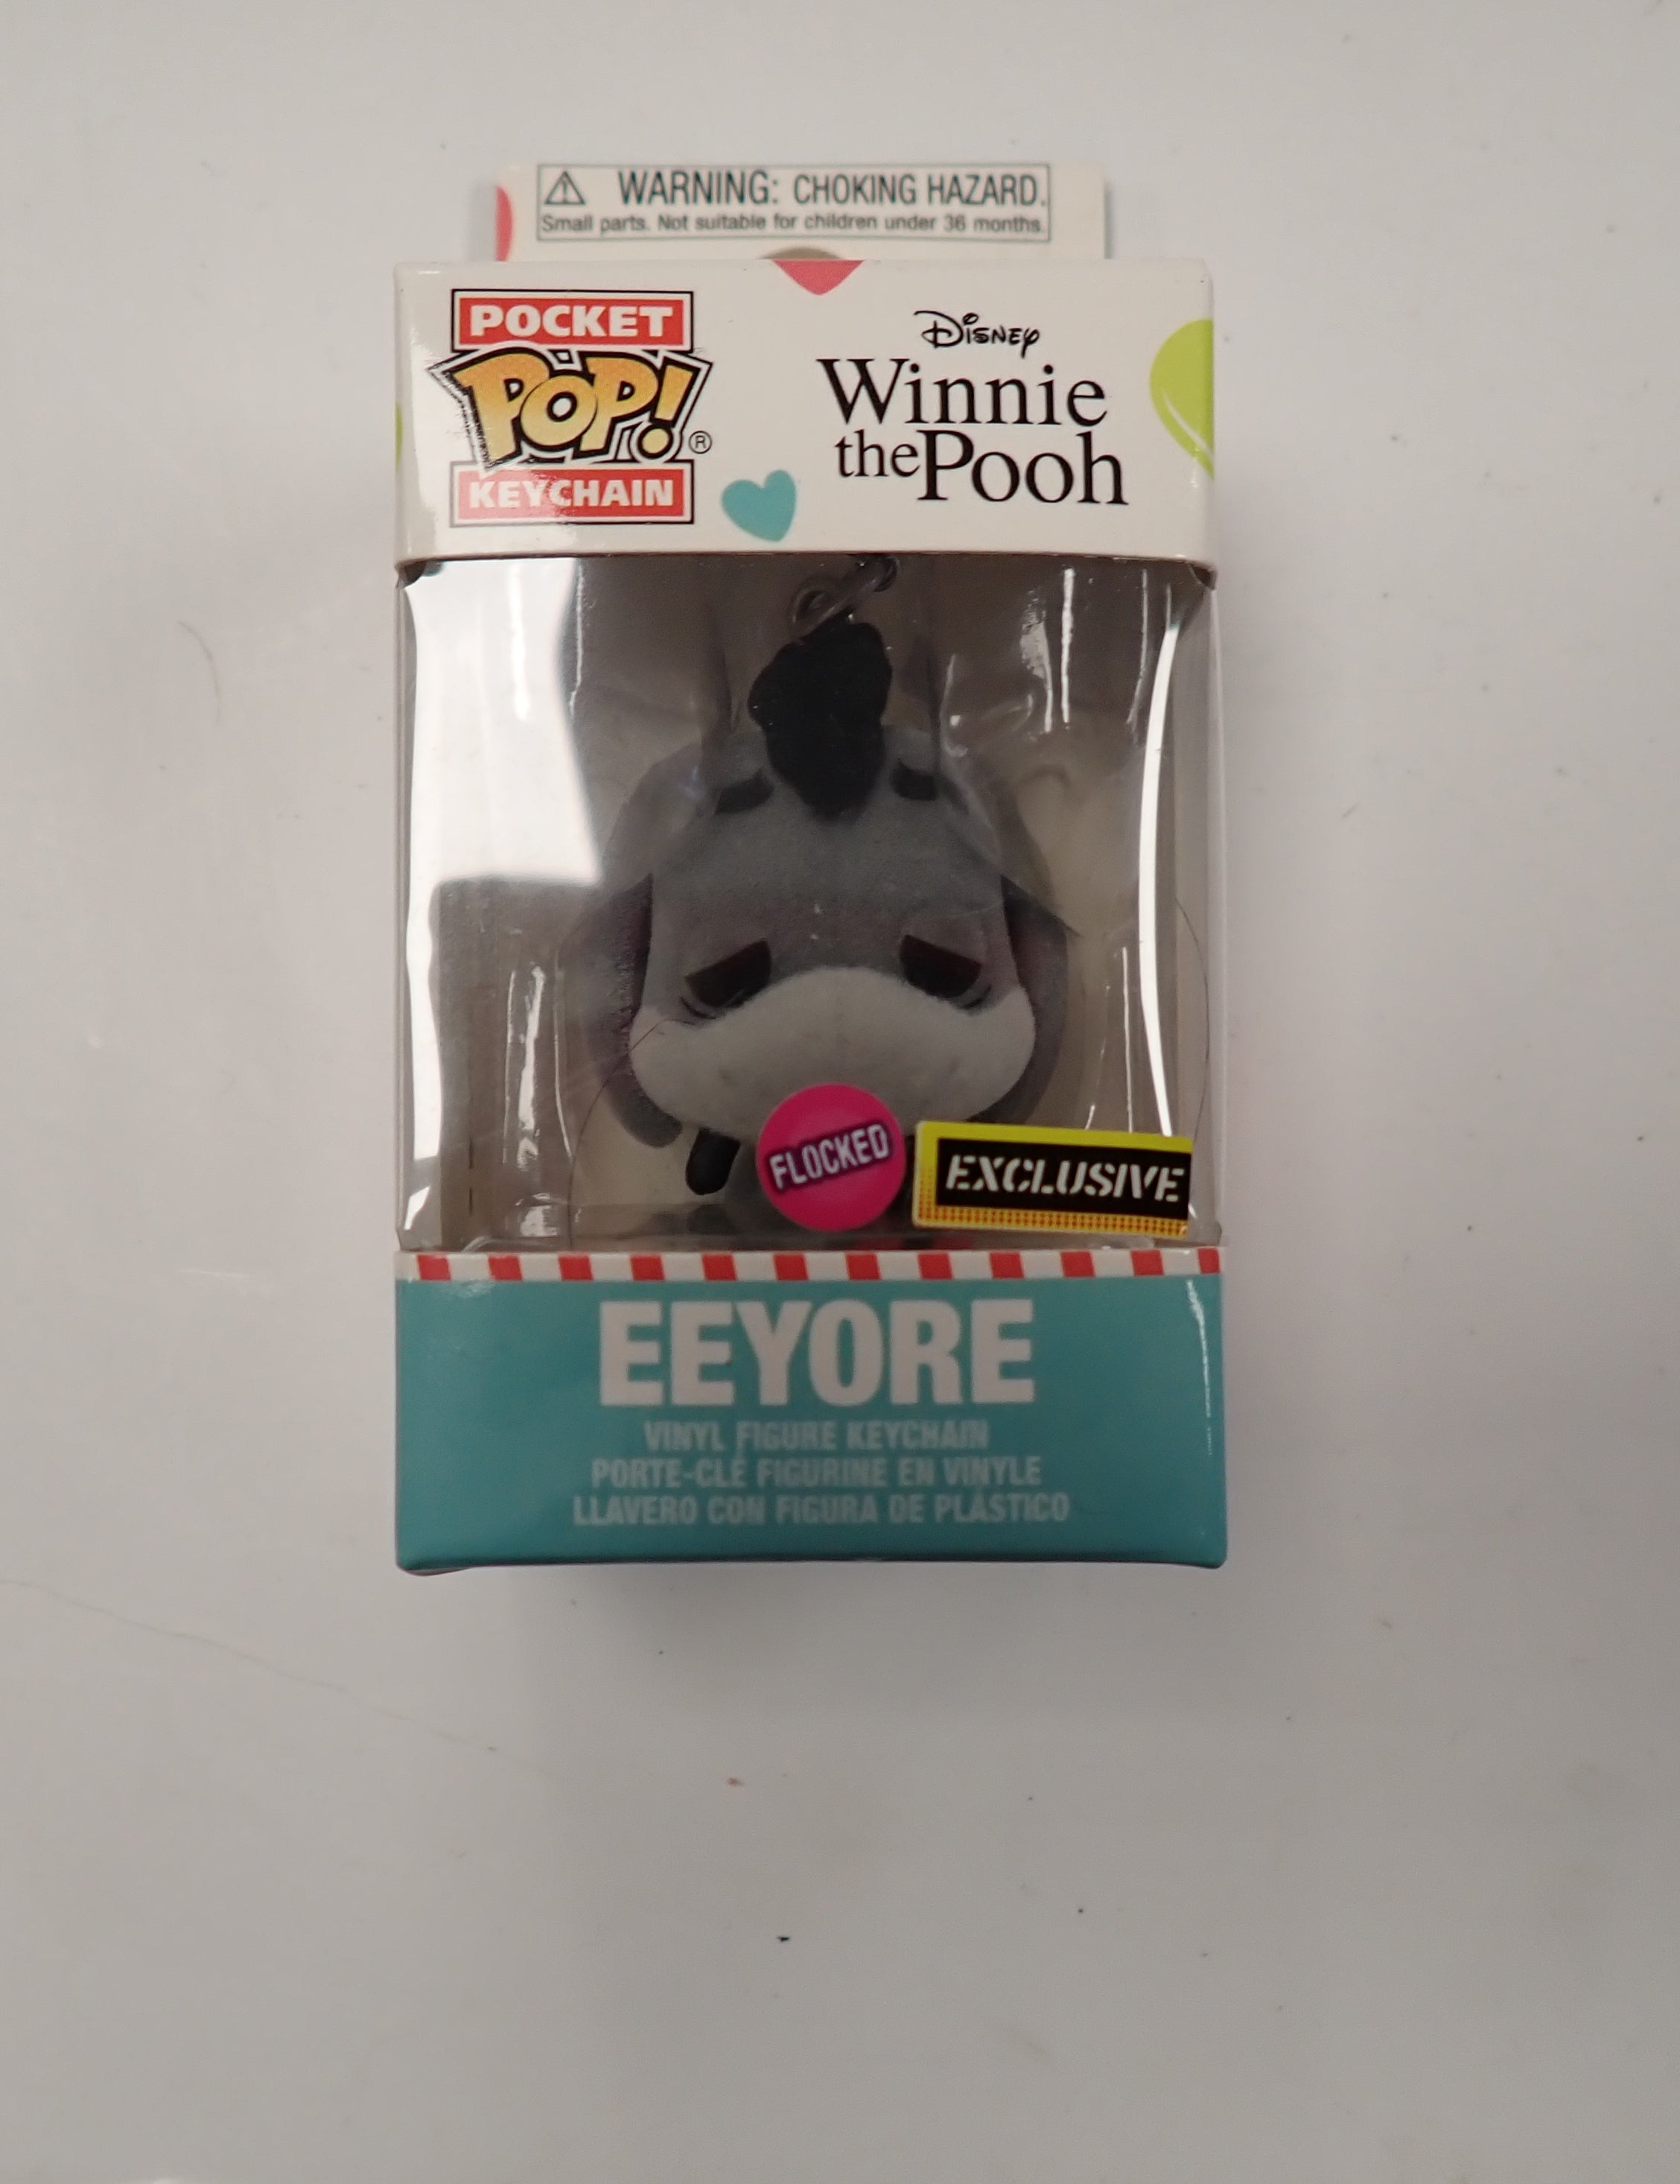 WARNING: CHOKING HAZARD.
Small parts. Not suitable for children under 36 months.
POCKET
POP!®
KEYCHAIN
Disney
Winnie
the Pooh
FLOCKED
EXCLUSIVE
EEYORE
VINYL FIGURE KEYCHAIN
PORTE-CLÉ FIGURINE EN VINYLE
LLAVERO CON FIGURA DE PLÁSTICO